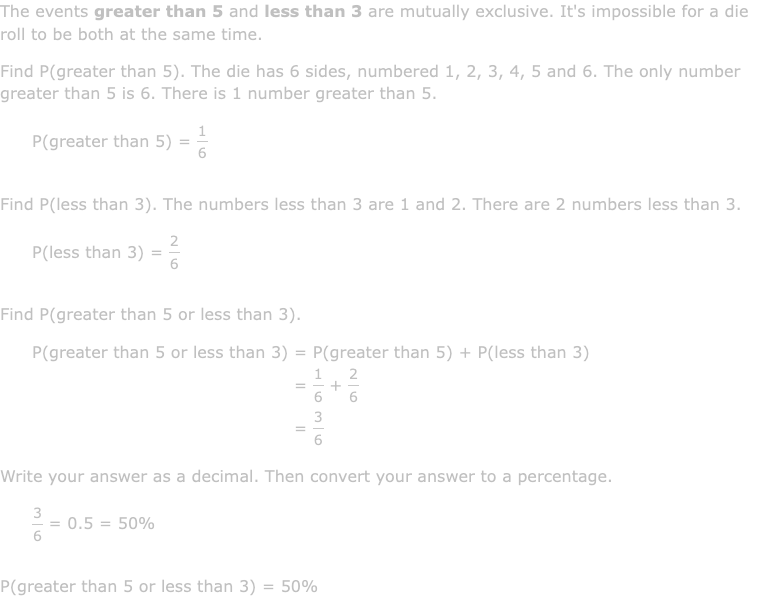 The events greater than 5 and less than 3 are mutually exclusive. It's impossible for a die
roll to be both at the same time.
Find P(greater than 5). The die has 6 sides, numbered 1, 2, 3, 4, 5 and 6. The only number
greater than 5 is 6. There is 1 number greater than 5.
P(greater than 5) = 1/6
Find P(less than 3). The numbers less than 3 are 1 and 2. There are 2 numbers less than 3.
P(less than 3) = 2/6
Find P(greater than 5 or less than 3).
P(greater than 5 or less than 3) = P(greater than 5) + P(less than 3)
= 1/6 + 2/6
= 3/6
Write your answer as a decimal. Then convert your answer to a percentage.
3/6 = 0.5 = 50%
P(greater than 5 or less than 3) = 50%